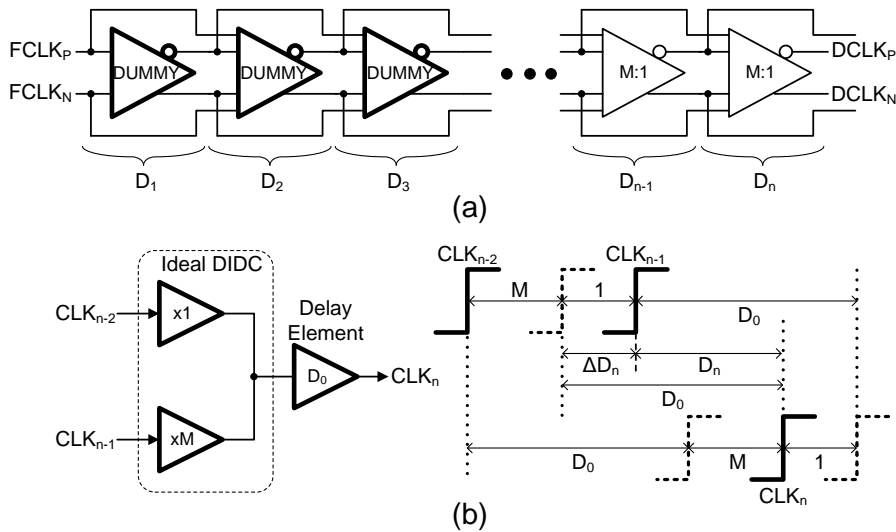 FCLKP
FCLKN
DUMMY DUMMY DUMMY M:1 M:1
DCLKP
DCLKN
D1 D2 D3 Dn-1 Dn
(a)
Ideal DIDC
CLKn-2
x1
CLKn-1
xM
Delay
Element
D0
CLKn
CLKn-2 CLKn-1
M 1 D0
ΔDn Dn
D0
D0 M 1
CLKn
(b)